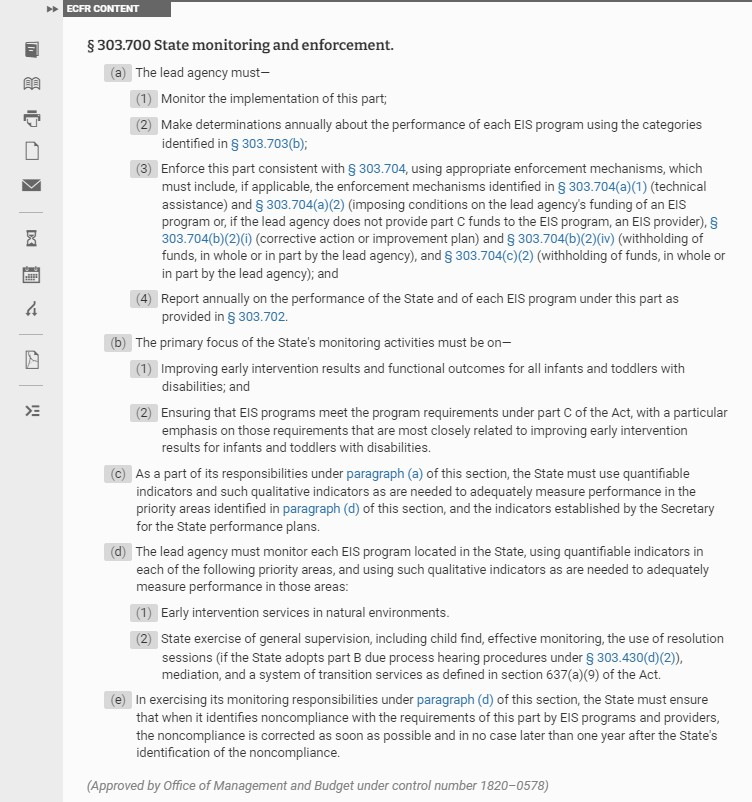 ECFR CONTENT
§ 303.700 State monitoring and enforcement.
(a) The lead agency must—
(1) Monitor the implementation of this part;
(2) Make determinations annually about the performance of each EIS program using the categories
identified in § 303.703(b);
(3) Enforce this part consistent with § 303.704, using appropriate enforcement mechanisms, which
must include, if applicable, the enforcement mechanisms identified in § 303.704(a)(1) (technical
assistance) and § 303.704(a)(2) (imposing conditions on the lead agency's funding of an EIS
program or, if the lead agency does not provide part C funds to the EIS program, an EIS provider), §
303.704(b)(2)(i) (corrective action or improvement plan) and § 303.704(b)(2)(iv) (withholding of
funds, in whole or in part by the lead agency), and § 303.704(c)(2) (withholding of funds, in whole or
in part by the lead agency); and
(4) Report annually on the performance of the State and of each EIS program under this part as
provided in § 303.702.
(b) The primary focus of the State's monitoring activities must be on—
(1) Improving early intervention results and functional outcomes for all infants and toddlers with
disabilities; and
(2) Ensuring that EIS programs meet the program requirements under part C of the Act, with a particular
emphasis on those requirements that are most closely related to improving early intervention
results for infants and toddlers with disabilities.
(c) As a part of its responsibilities under paragraph (a) of this section, the State must use quantifiable
indicators and such qualitative indicators as are needed to adequately measure performance in the
priority areas identified in paragraph (d) of this section, and the indicators established by the Secretary
for the State performance plans.
(d) The lead agency must monitor each EIS program located in the State, using quantifiable indicators in
each of the following priority areas, and using such qualitative indicators as are needed to adequately
measure performance in those areas:
(1) Early intervention services in natural environments.
(2) State exercise of general supervision, including child find, effective monitoring, the use of resolution
sessions (if the State adopts part B due process hearing procedures under § 303.430(d)(2)),
mediation, and a system of transition services as defined in section 637(a)(9) of the Act.
(e) In exercising its monitoring responsibilities under paragraph (d) of this section, the State must ensure
that when it identifies noncompliance with the requirements of this part by EIS programs and providers,
the noncompliance is corrected as soon as possible and in no case later than one year after the State's
identification of the noncompliance.
(Approved by Office of Management and Budget under control number 1820–0578)